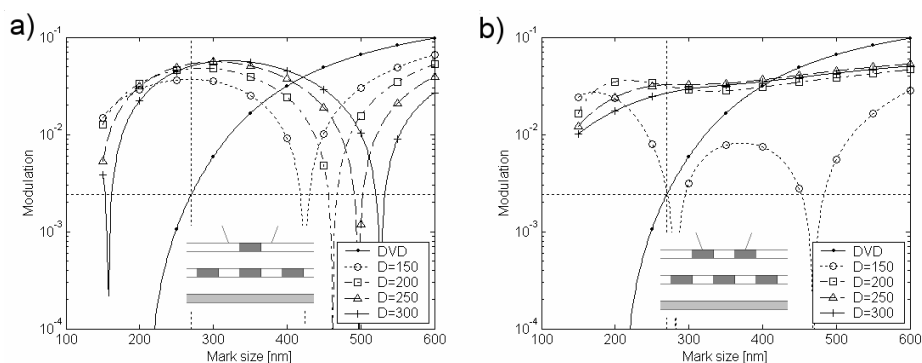 a)
10^-1
10^-2
10^-3
10^-4
Modulation
100 200 300 400 500 600
Mark size [nm]
DVD
D=150
D=200
D=250
D=300
b)
10^-1
10^-2
10^-3
10^-4
Modulation
100 200 300 400 500 600
Mark size [nm]
DVD
D=150
D=200
D=250
D=300